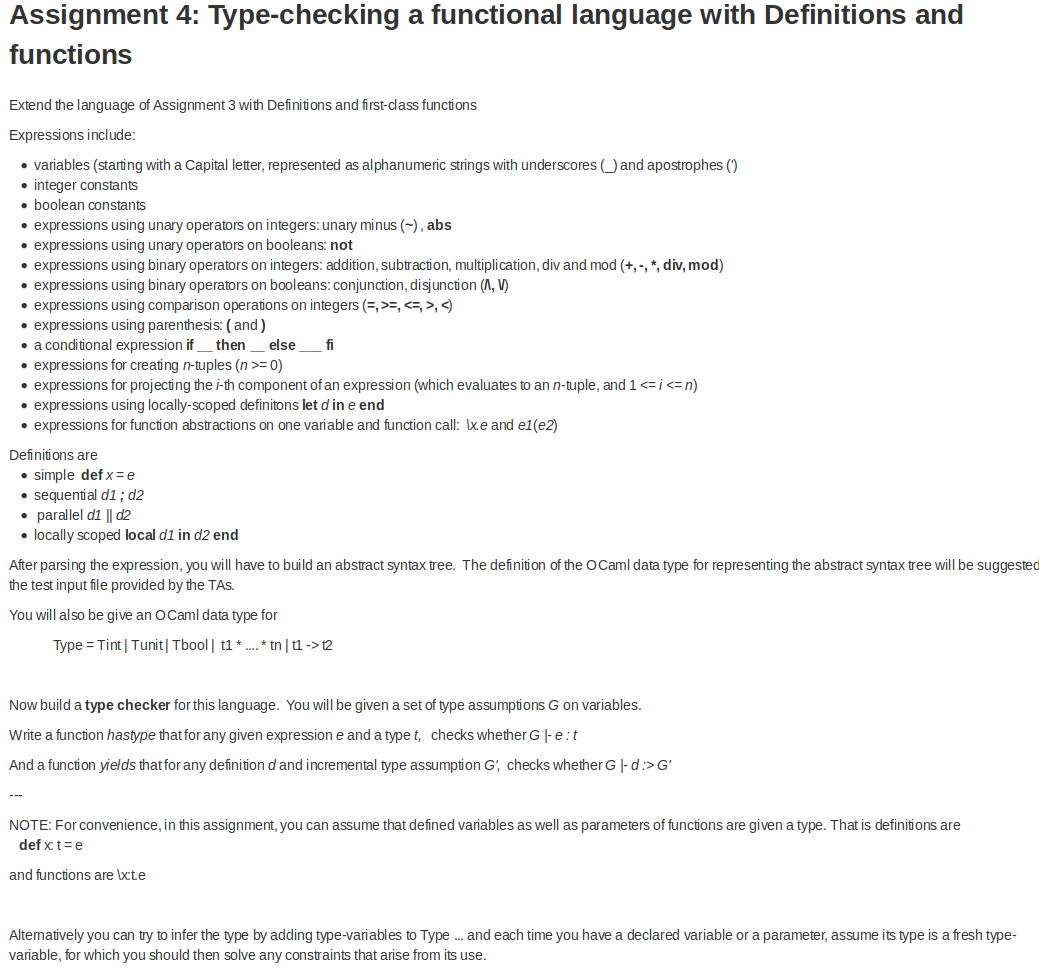 Assignment 4: Type-checking a functional language with Definitions and
functions
Extend the language of Assignment 3 with Definitions and first-class functions
Expressions include:
• variables (starting with a Capital letter, represented as alphanumeric strings with underscores (_) and apostrophes (')
• integer constants
• boolean constants
• expressions using unary operators on integers: unary minus (~) , abs
• expressions using unary operators on booleans: not
• expressions using binary operators on integers: addition, subtraction, multiplication, div and mod (+, -, *, div, mod)
• expressions using binary operators on booleans: conjunction, disjunction (/\, \/)
• expressions using comparison operations on integers (=, >=, <=, >, <)
• expressions using parenthesis: ( and )
• a conditional expression if __ then __ else ___ fi
• expressions for creating n-tuples (n >= 0)
• expressions for projecting the i-th component of an expression (which evaluates to an n-tuple, and 1 <= i <= n)
• expressions using locally-scoped definitons let d in e end
• expressions for function abstractions on one variable and function call: \x.e and e1(e2)
Definitions are
• simple def x = e
• sequential d1 ; d2
• parallel d1 || d2
• locally scoped local d1 in d2 end
After parsing the expression, you will have to build an abstract syntax tree. The definition of the OCaml data type for representing the abstract syntax tree will be suggested
the test input file provided by the TAs.
You will also be give an OCaml data type for
Type = Tint | Tunit | Tbool | t1 * .... * tn | t1 -> t2
Now build a type checker for this language. You will be given a set of type assumptions G on variables.
Write a function hastype that for any given expression e and a type t, checks whether G |- e : t
And a function yields that for any definition d and incremental type assumption G', checks whether G |- d :> G'
---
NOTE: For convenience, in this assignment, you can assume that defined variables as well as parameters of functions are given a type. That is definitions are
def x: t = e
and functions are \x:t.e
Alternatively you can try to infer the type by adding type-variables to Type ... and each time you have a declared variable or a parameter, assume its type is a fresh type-
variable, for which you should then solve any constraints that arise from its use.